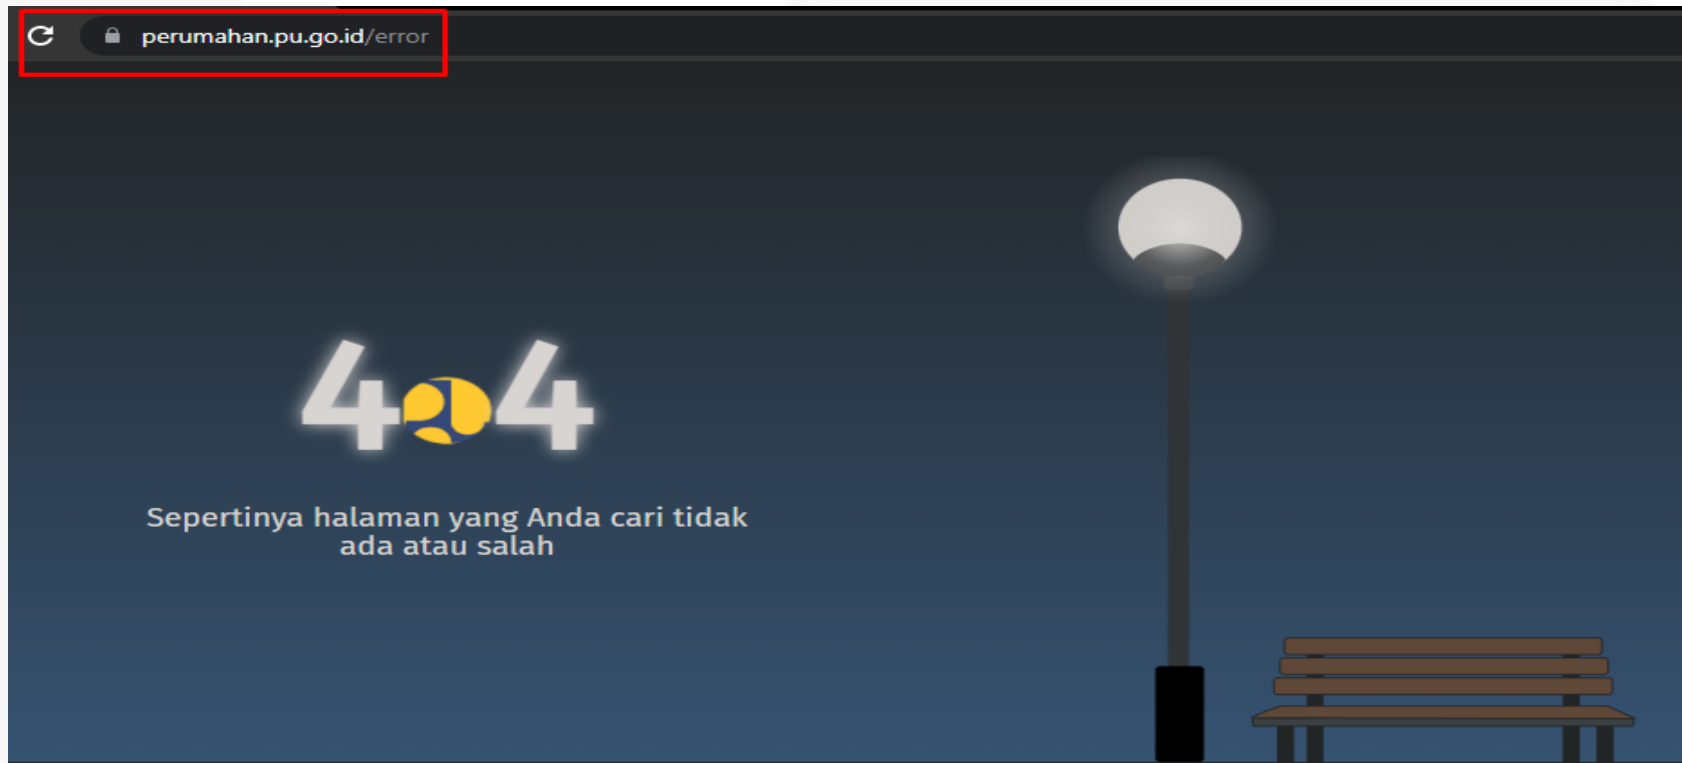 perumahan.pu.go.id/error
404
Sepertinya halaman yang Anda cari tidak
ada atau salah